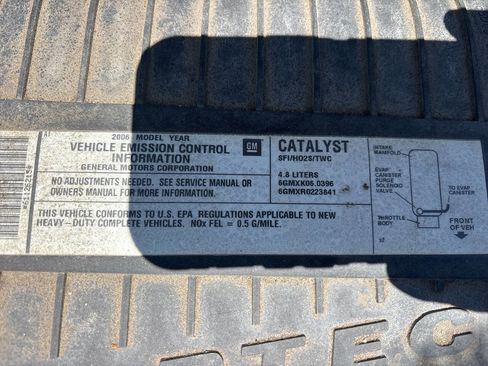 A1
2006 MODEL YEAR
VEHICLE EMISSION CONTROL
INFORMATION
GENERAL MOTORS CORPORATION
NO ADJUSTMENTS NEEDED. SEE SERVICE MANUAL OR
OWNERS MANUAL FOR MORE INFORMATION.
THIS VEHICLE CONFORMS TO U.S. EPA REGULATIONS APPLICABLE TO NEW
HEAVY-DUTY COMPLETE VEHICLES. NOx FEL = 0.5 G/MILE.
GM
CATALYST
SFI/HO2S/TWC
4.8 LITERS
6GMXK06.0396
6GMXR0223841
INTAKE
MANIFOLD
EVAP
CANISTER
PURGE
SOLENOID
VALVE
TO EVAP
CANISTER
THROTTLE
BODY
FRONT
OF VEH
RTEC